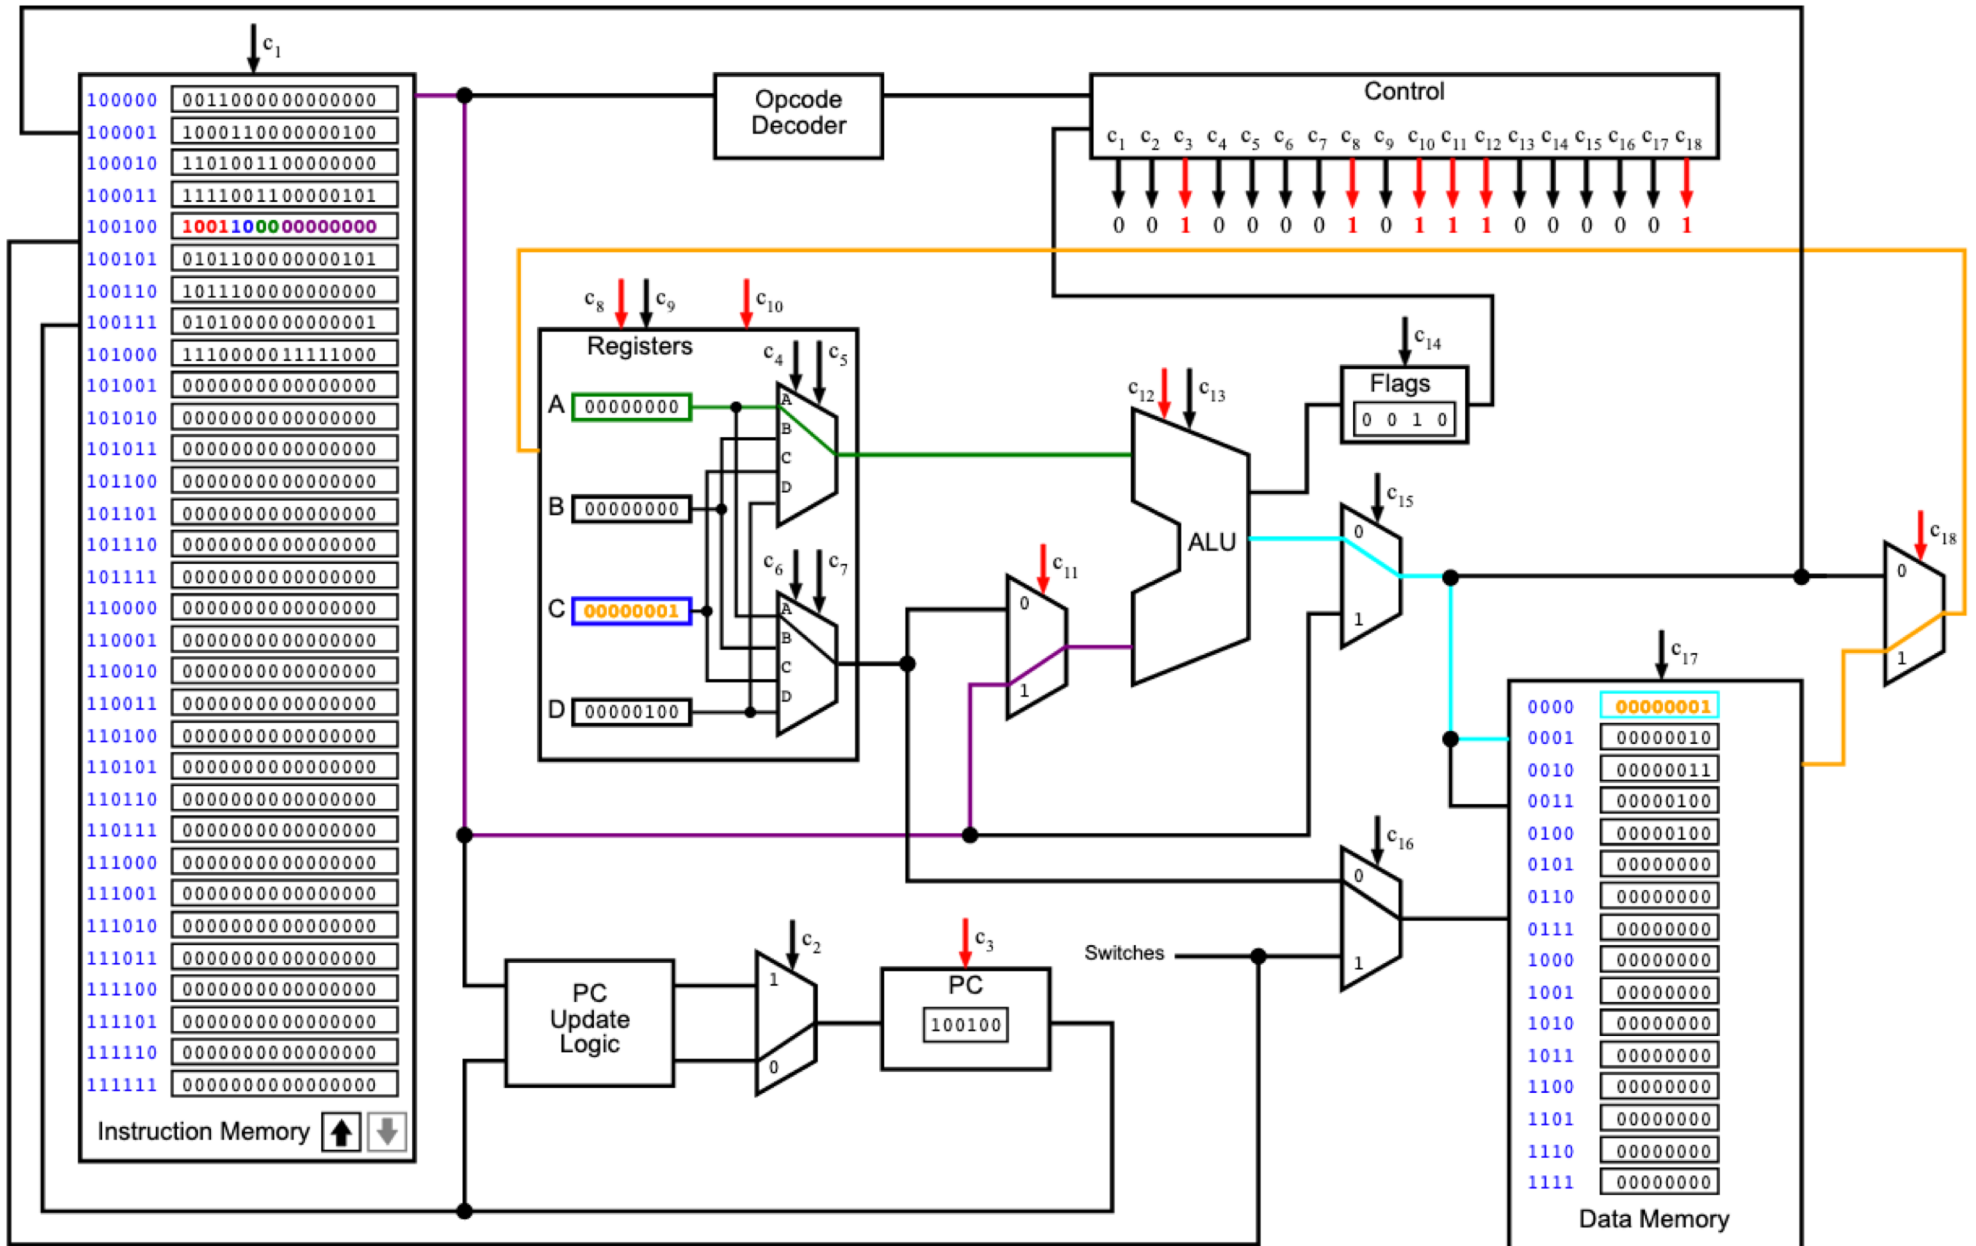 c1
100000 0011000000000000
100001 1000110000000100
100010 1101001100000000
100011 1111001100000101
100100 1001100000000000
100101 0101100000000101
100110 1011100000000000
100111 0101000000000001
101000 1110000011111000
101001 0000000000000000
101010 0000000000000000
101011 0000000000000000
101100 0000000000000000
101101 0000000000000000
101110 0000000000000000
101111 0000000000000000
110000 0000000000000000
110001 0000000000000000
110010 0000000000000000
110011 0000000000000000
110100 0000000000000000
110101 0000000000000000
110110 0000000000000000
110111 0000000000000000
111000 0000000000000000
111001 0000000000000000
111010 0000000000000000
111011 0000000000000000
111100 0000000000000000
111101 0000000000000000
111110 0000000000000000
111111 0000000000000000
Instruction Memory
Opcode
Decoder
Control
c1 c2 c3 c4 c5 c6 c7 c8 c9 c10 c11 c12 c13 c14 c15 c16 c17 c18
0 0 1 0 0 0 0 1 0 1 1 1 0 0 0 0 0 1
c8 c9 c10
Registers
c4 c5
A 00000000
B 00000000
C 00000001
D 00000100
A
B
C
D
c6 c7
A
B
C
D
c11
0
1
c12 c13
ALU
c14
Flags
0 0 1 0
c15
0
1
c16
0
1
Switches
c18
0
1
c2
1
0
PC
Update
Logic
c3
PC
100100
c17
0000 00000001
0001 00000010
0010 00000011
0011 00000100
0100 00000100
0101 00000000
0110 00000000
0111 00000000
1000 00000000
1001 00000000
1010 00000000
1011 00000000
1100 00000000
1101 00000000
1110 00000000
1111 00000000
Data Memory